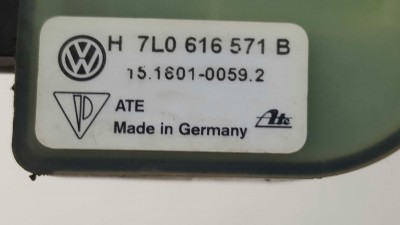 H 7L0 616 571 B
15.1601-0059.2
ATE
Made in Germany
Ate